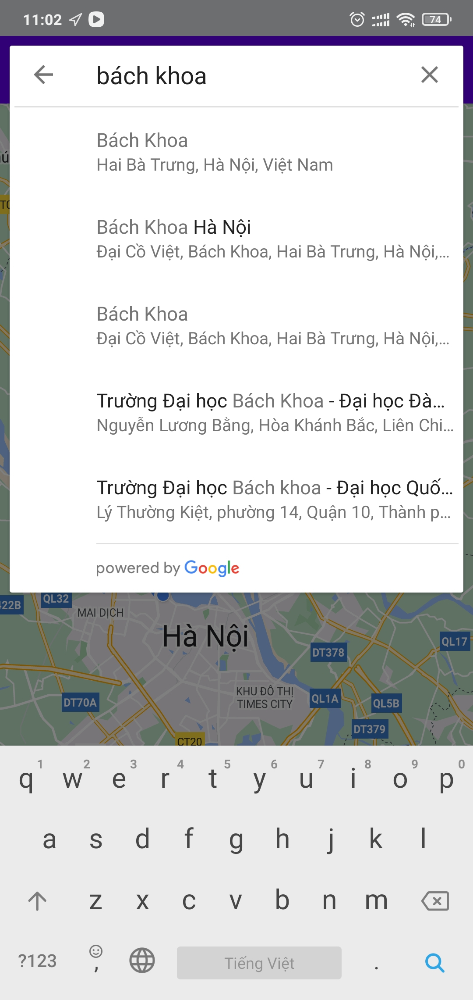 11:02
74
bách khoa
Bách Khoa
Hai Bà Trưng, Hà Nội, Việt Nam
Bách Khoa Hà Nội
Đại Cồ Việt, Bách Khoa, Hai Bà Trưng, Hà Nội,...
Bách Khoa
Đại Cồ Việt, Bách Khoa, Hai Bà Trưng, Hà Nội,...
Trường Đại học Bách Khoa - Đại học Đà...
Nguyễn Lương Bằng, Hòa Khánh Bắc, Liên Chi...
Trường Đại học Bách khoa - Đại học Quố...
Lý Thường Kiệt, phường 14, Quận 10, Thành p...
powered by Google
QL32
422B
MAI DỊCH
Hà Nội
QL17
DT378
KHU ĐÔ THỊ
TIMES CITY
QL1A
DT70A
QL5B
DT379
CT20
1 2 3 4 5 6 7 8 9 0
q w e r t y u i o p
a s d f g h j k l
z x c v b n m
?123 , Tiếng Việt .